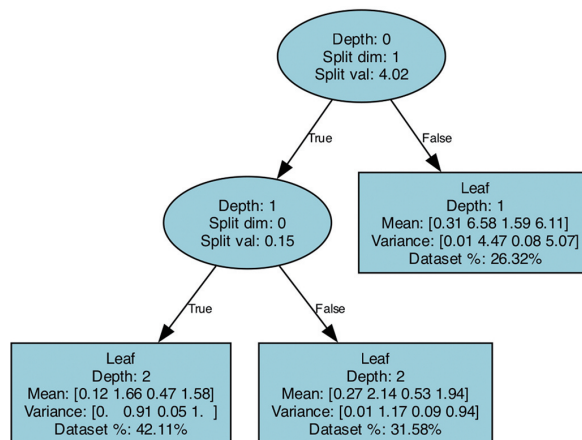 Depth: 0
Split dim: 1
Split val: 4.02
True
False
Depth: 1
Split dim: 0
Split val: 0.15
Leaf
Depth: 1
Mean: [0.31 6.58 1.59 6.11]
Variance: [0.01 4.47 0.08 5.07]
Dataset %: 26.32%
True
False
Leaf
Depth: 2
Mean: [0.12 1.66 0.47 1.58]
Variance: [0.   0.91 0.05 1.  ]
Dataset %: 42.11%
Leaf
Depth: 2
Mean: [0.27 2.14 0.53 1.94]
Variance: [0.01 1.17 0.09 0.94]
Dataset %: 31.58%